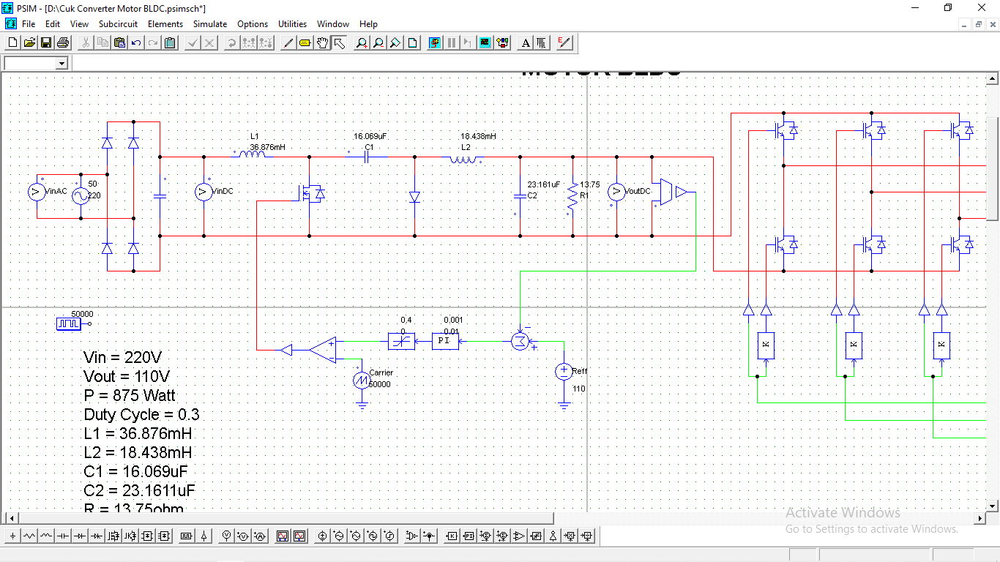 PSIM - [D:\Cuk Converter Motor BLDC.psimsch*]
File Edit View Subcircuit Elements Simulate Options Utilities Window Help
MOTOR BLDC
L1
36.876mH
16.069uF
C1
18.438mH
L2
VinAC
50
220
VinDC
23.161uF
C2
13.75
R1
VoutDC
50000
0.4
0
0.001
0.01
PI
Carrier
50000
Reff
110
K
K
K
Vin = 220V
Vout = 110V
P = 875 Watt
Duty Cycle = 0.3
L1 = 36.876mH
L2 = 18.438mH
C1 = 16.069uF
C2 = 23.1611uF
R = 13.75ohm
Activate Windows
Go to Settings to activate Windows.